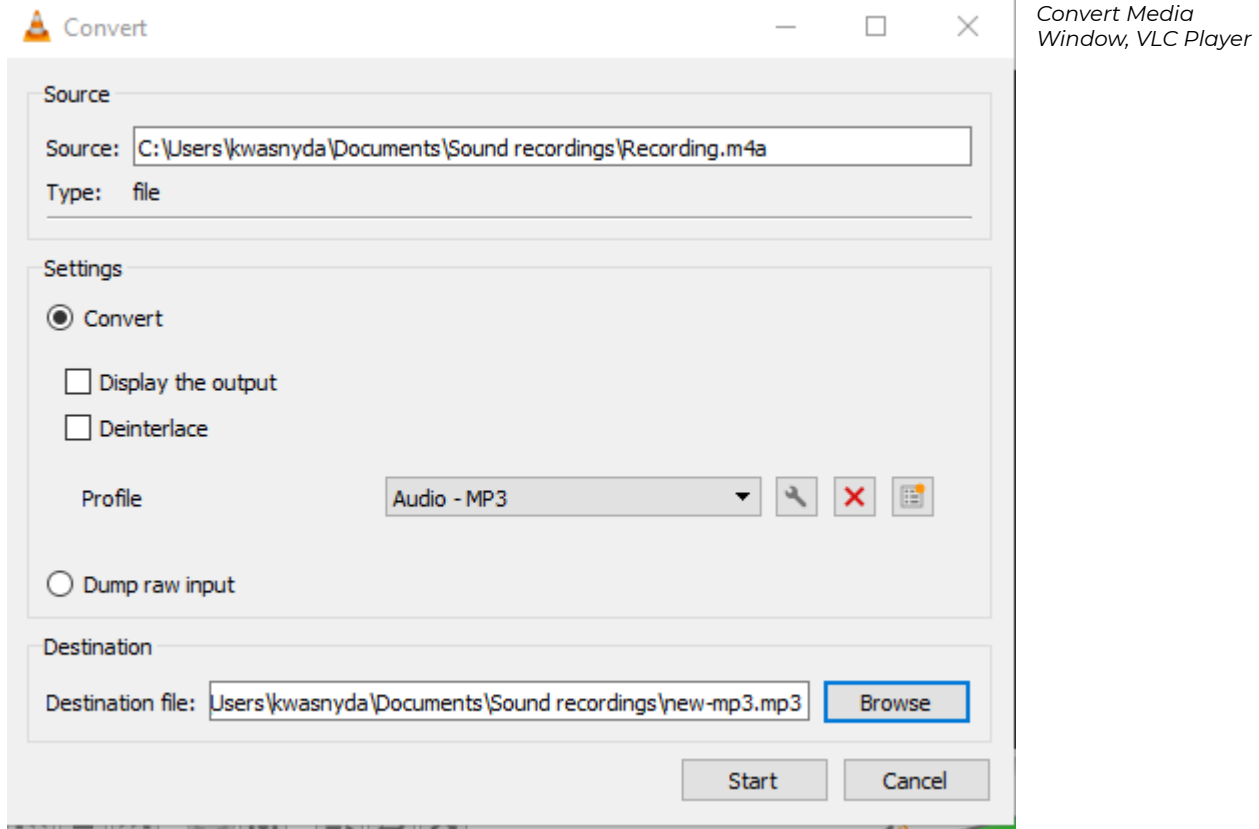 Convert
Convert Media
Window, VLC Player
Source
Source: C:\Users\kwasnyda\Documents\Sound recordings\Recording.m4a
Type: file
Settings
Convert
Display the output
Deinterlace
Profile Audio - MP3
Dump raw input
Destination
Destination file: Users\kwasnyda\Documents\Sound recordings\new-mp3.mp3 Browse
Start Cancel